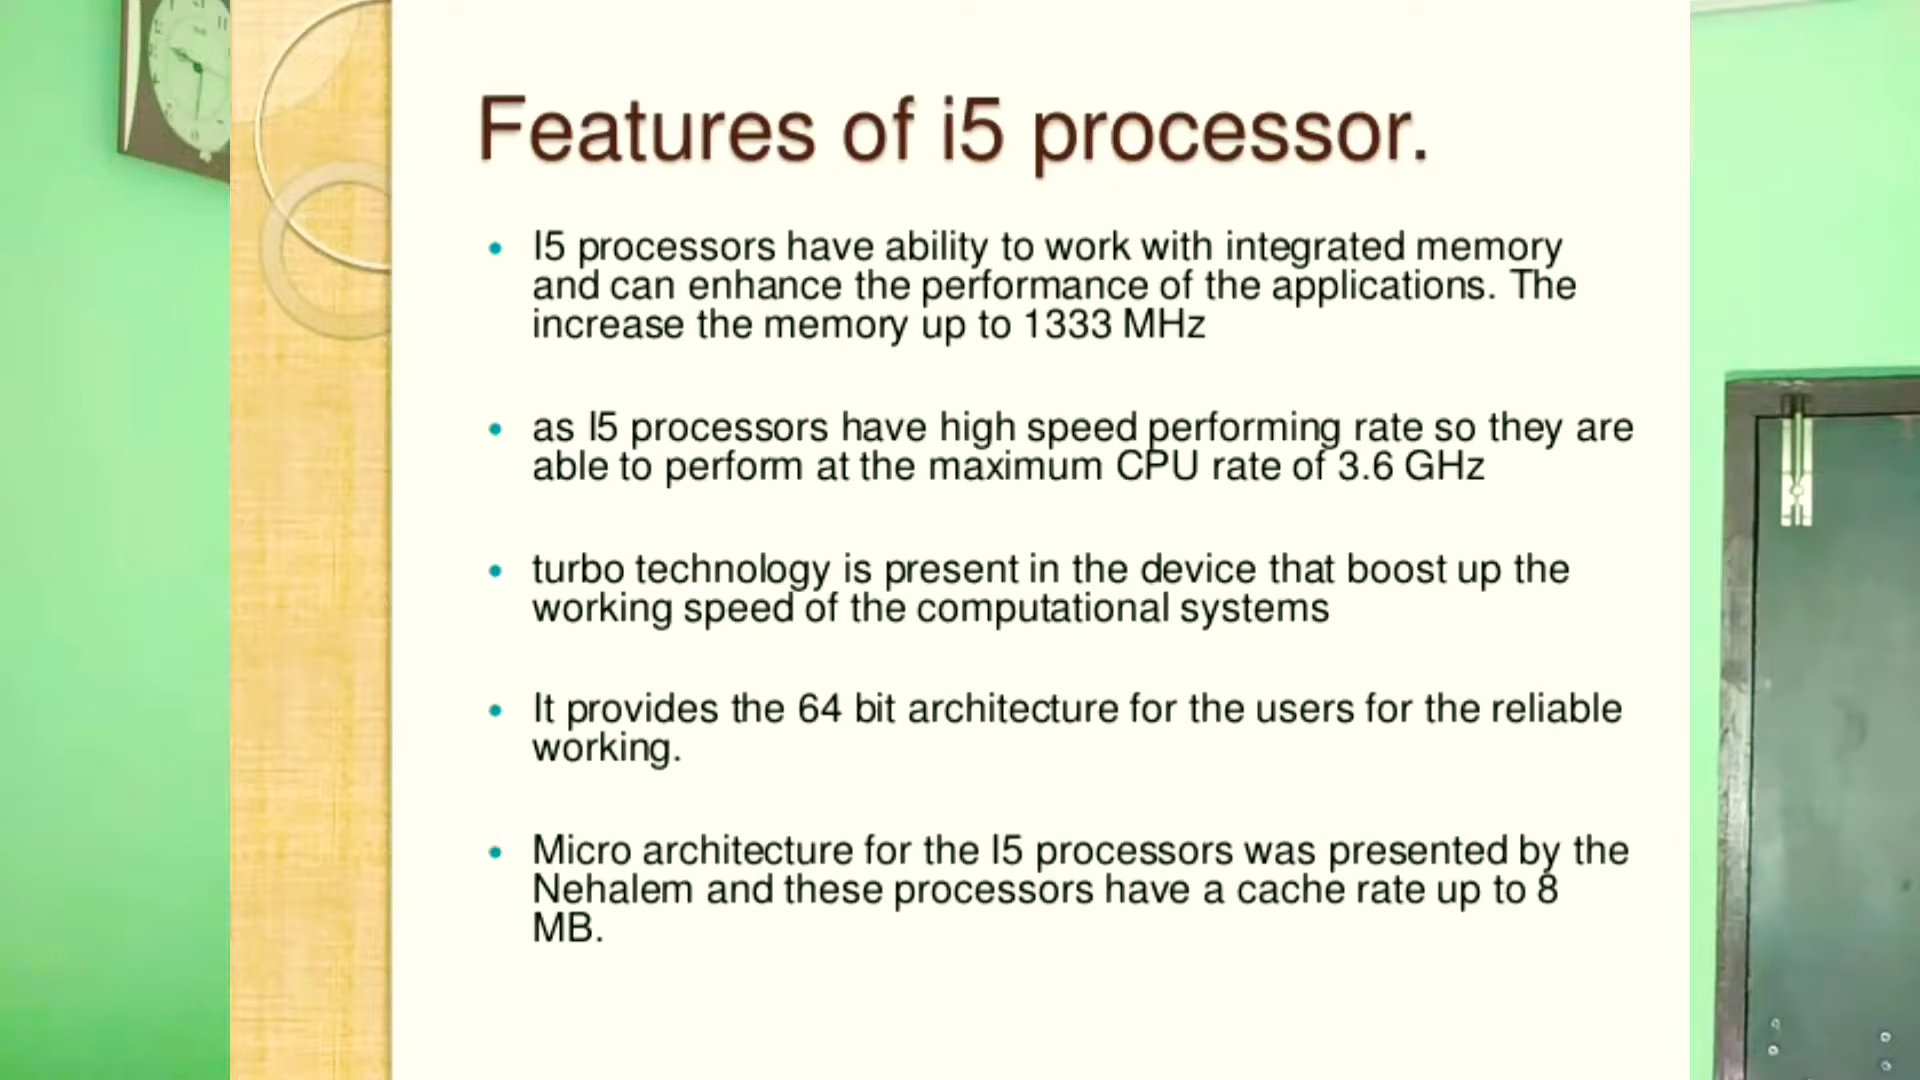 Features of i5 processor.
I5 processors have ability to work with integrated memory
and can enhance the performance of the applications. The
increase the memory up to 1333 MHz
as I5 processors have high speed performing rate so they are
able to perform at the maximum CPU rate of 3.6 GHz
turbo technology is present in the device that boost up the
working speed of the computational systems
It provides the 64 bit architecture for the users for the reliable
working.
Micro architecture for the I5 processors was presented by the
Nehalem and these processors have a cache rate up to 8
MB.